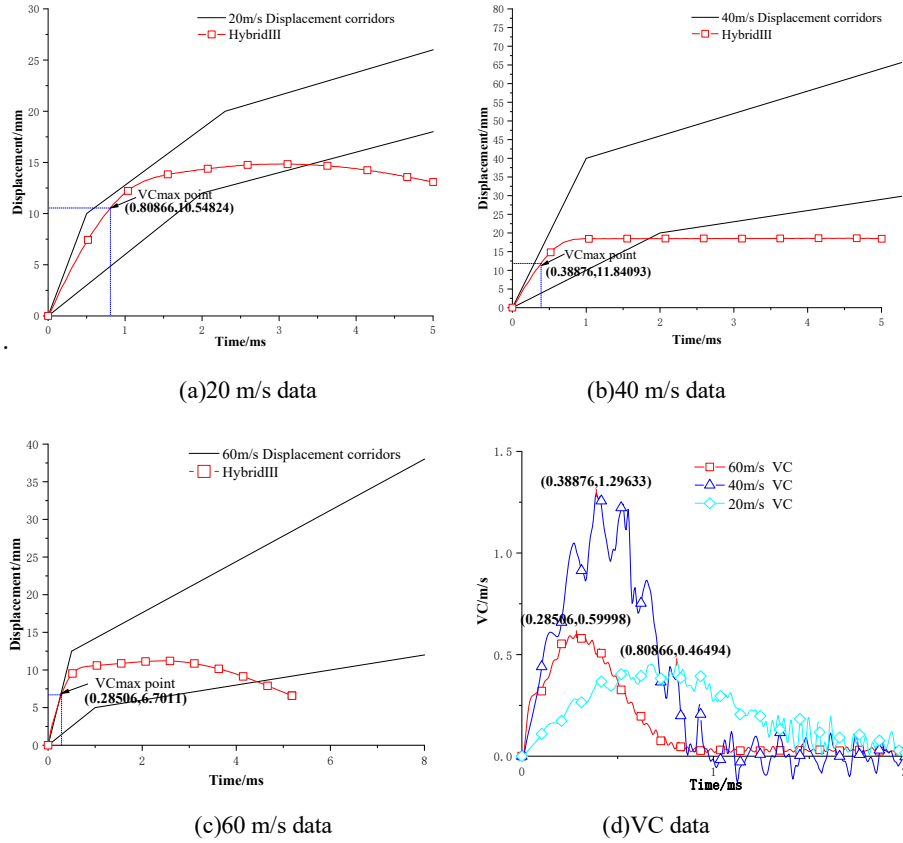 20m/s Displacement corridors
HybridIII
30
25
20
15
10
5
0
Displacement/mm
VCmax point
(0.80866,10.54824)
0 1 2 3 4 5
Time/ms
(a)20 m/s data
40m/s Displacement corridors
HybridIII
80
75
70
65
60
55
50
45
40
35
30
25
20
15
10
5
0
Displacement/mm
VCmax point
(0.38876,11.84093)
0 1 2 3 4 5
Time/ms
.
(b)40 m/s data
60m/s Displacement corridors
HybridIII
40
35
30
25
20
15
10
5
0
Displacement/mm
VCmax point
(0.28506,6.7011)
0 2 4 6 8
Time/ms
(c)60 m/s data
60m/s VC
40m/s VC
20m/s VC
1.5
1.0
0.5
0.0
VC/m/s
(0.38876,1.29633)
(0.28506,0.59998)
(0.80866,0.46494)
0 1
Time/ms
(d)VC data